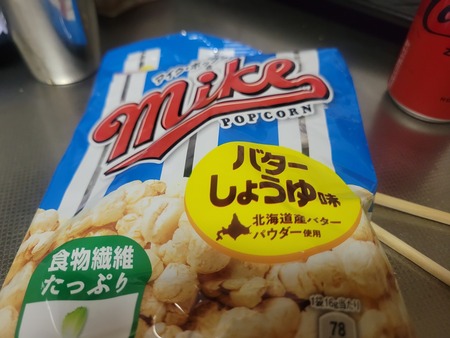 マイク・ポップコーン
mike
POPCORN
バター
しょうゆ味
北海道産バター
パウダー使用
食物繊維
たっぷり
78